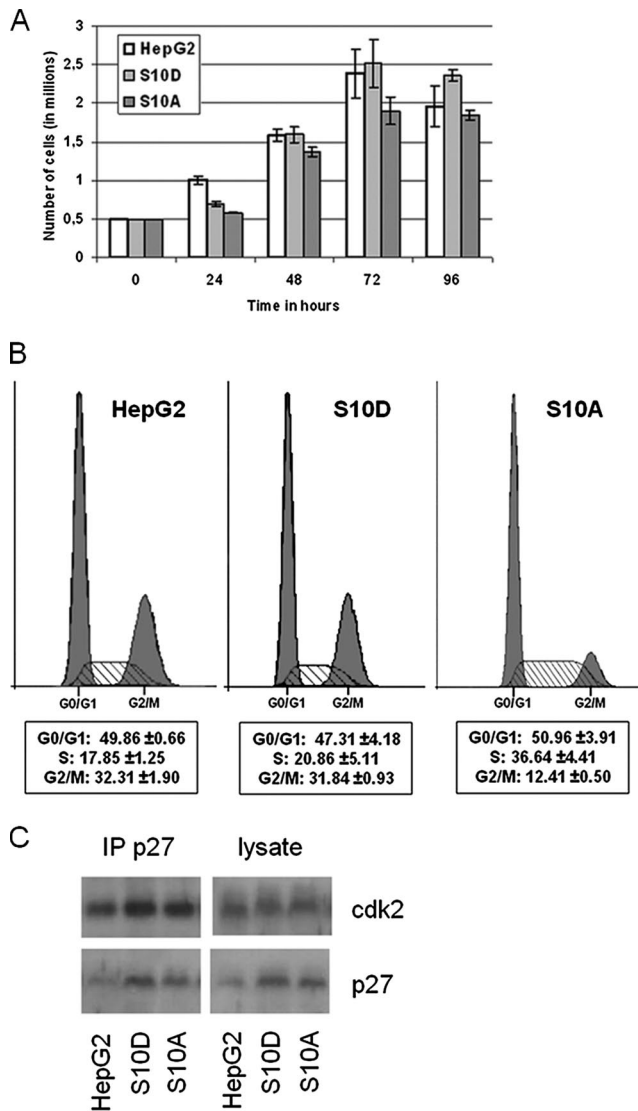 A
Number of cells (in millions)
3
2,5
2
1,5
1
0,5
0
HepG2
S10D
S10A
0 24 48 72 96
Time in hours
B
HepG2 S10D S10A
G0/G1 G2/M G0/G1 G2/M G0/G1 G2/M
G0/G1: 49.86 ±0.66
S: 17.85 ±1.25
G2/M: 32.31 ±1.90
G0/G1: 47.31 ±4.18
S: 20.86 ±5.11
G2/M: 31.84 ±0.93
G0/G1: 50.96 ±3.91
S: 36.64 ±4.41
G2/M: 12.41 ±0.50
C
IP p27 lysate
cdk2
p27
HepG2
S10D
S10A
HepG2
S10D
S10A